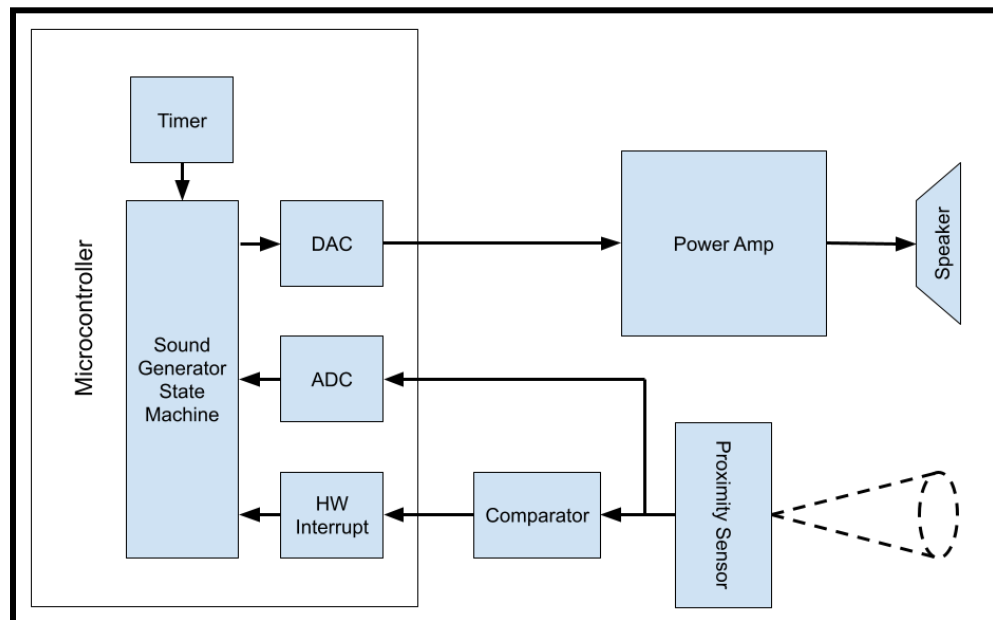 Timer
Microcontroller
DAC
Power Amp
Speaker
Sound
Generator
State
Machine
ADC
HW
Interrupt
Comparator
Proximity Sensor